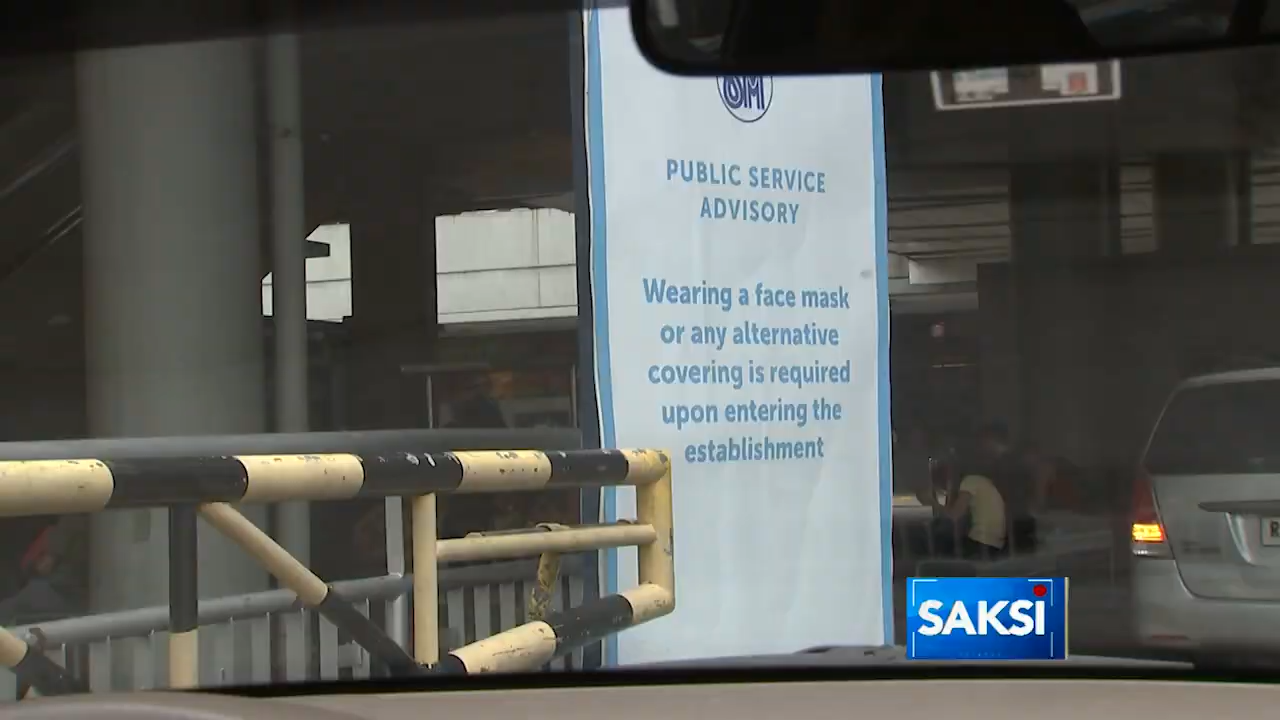 SM
PUBLIC SERVICE
ADVISORY
Wearing a face mask
or any alternative
covering is required
upon entering the
establishment
SAKSI